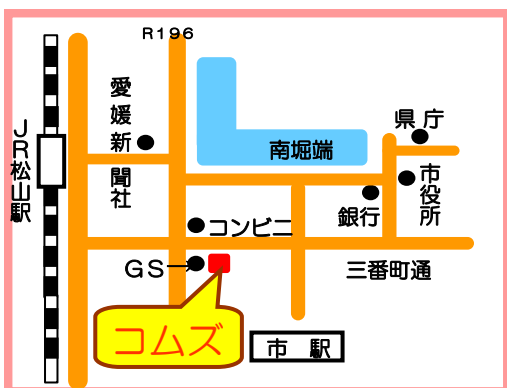 R196
愛媛新聞社
県庁
JR松山駅
南堀端
市役所
銀行
コンビニ
GS
三番町通
コムズ
市駅